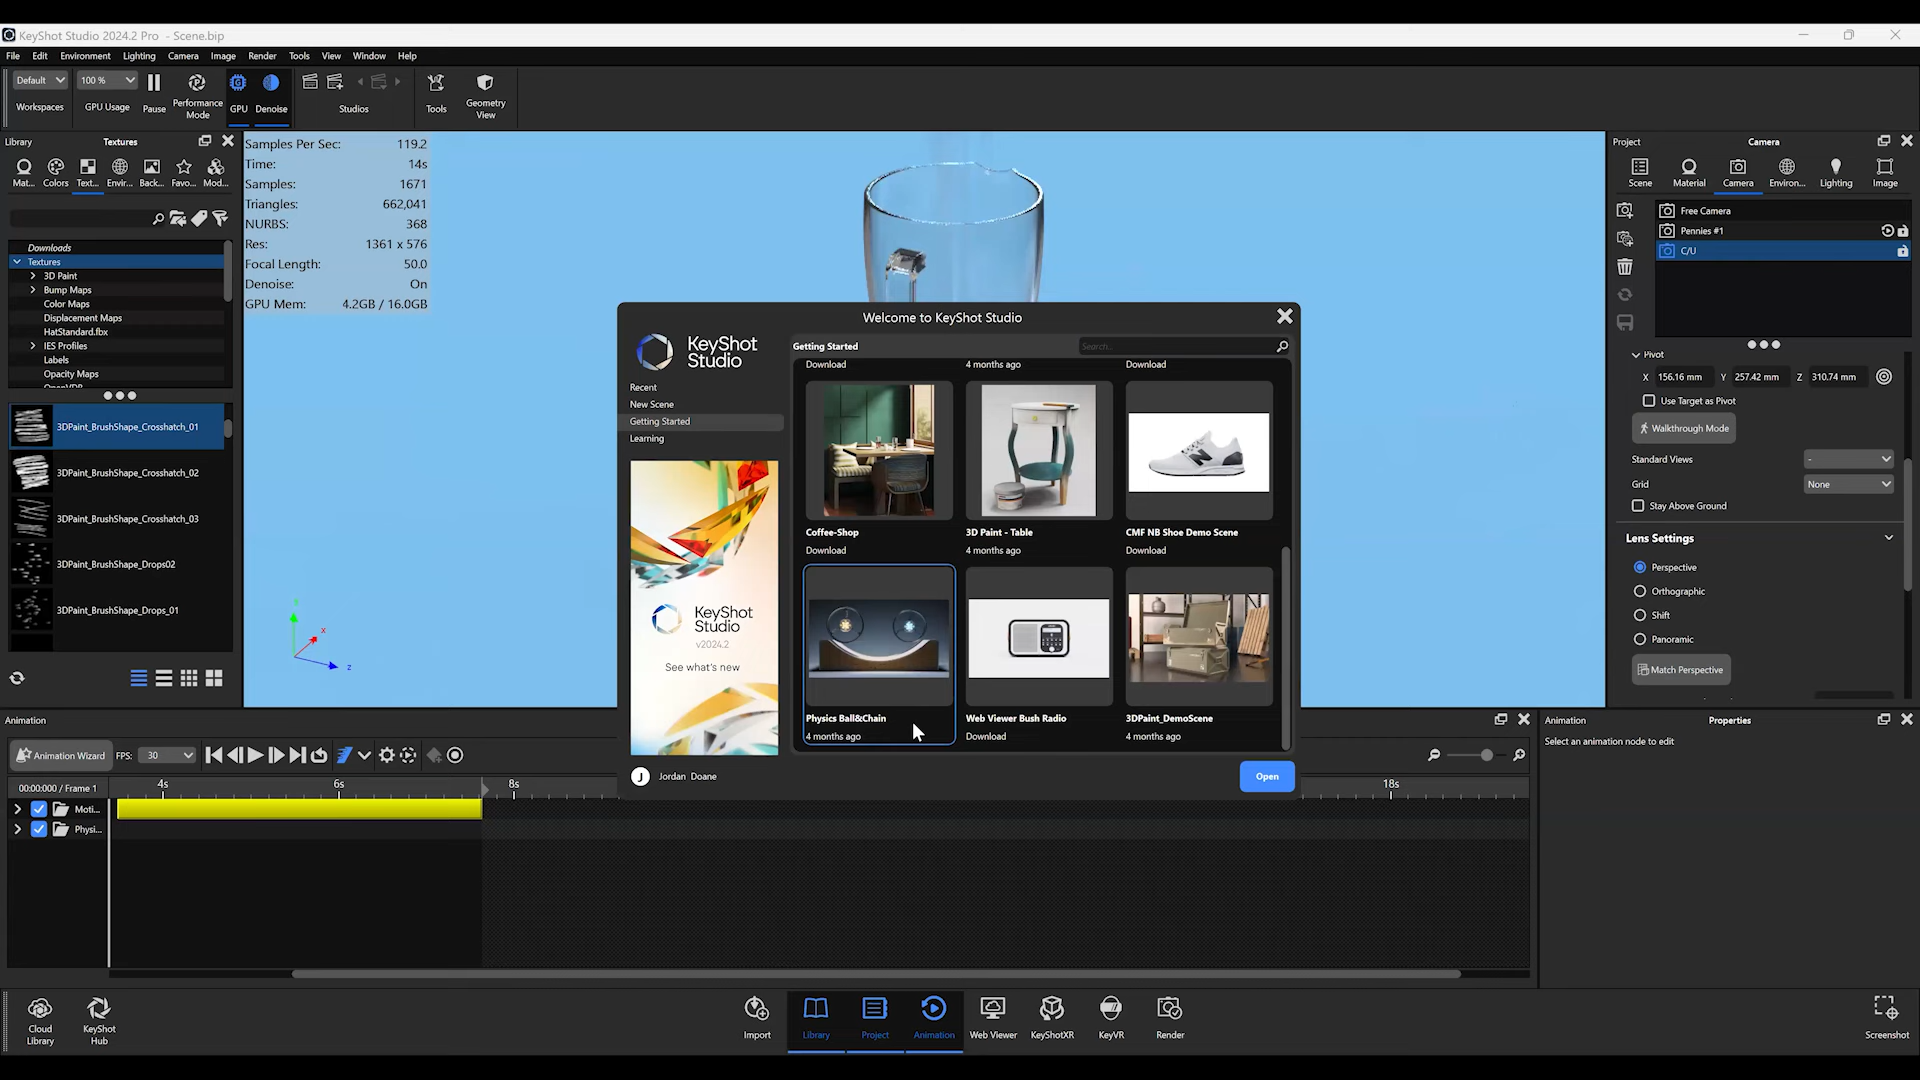 KeyShot Studio 2024.2 Pro - Scene.bip
File Edit Environment Lighting Camera Image Render Tools View Window Help
Default 100 %
Workspaces GPU Usage Pause Performance Mode GPU Denoise Studios Tools Geometry View
Library Textures
Mat... Colors Text... Envir... Back... Favo... Mod...
Downloads
Textures
3D Paint
Bump Maps
Color Maps
Displacement Maps
HatStandard.fbx
IES Profiles
Labels
Opacity Maps
OpenVDB
3DPaint_BrushShape_Crosshatch_01
3DPaint_BrushShape_Crosshatch_02
3DPaint_BrushShape_Crosshatch_03
3DPaint_BrushShape_Drops02
3DPaint_BrushShape_Drops_01
Samples Per Sec: 119.2
Time: 14s
Samples: 1671
Triangles: 662,041
NURBS: 368
Res: 1361 x 576
Focal Length: 50.0
Denoise: On
GPU Mem: 4.2GB / 16.0GB
X
Z
Welcome to KeyShot Studio
KeyShot
Studio
Recent
New Scene
Getting Started
Learning
KeyShot
Studio
v2024.2
See what's new
Jordan Doane
Getting Started
Search...
Download 4 months ago Download
Coffee-Shop 3D Paint - Table CMF NB Shoe Demo Scene
Download 4 months ago Download
Physics Ball&Chain Web Viewer Bush Radio 3DPaint_DemoScene
4 months ago Download 4 months ago
Open
Project Camera
Scene Material Camera Environ... Lighting Image
Free Camera
Pennies #1
C/U
Pivot
X 156.16 mm Y 257.42 mm Z 310.74 mm
Use Target as Pivot
Walkthrough Mode
Standard Views -
Grid None
Stay Above Ground
Lens Settings
Perspective
Orthographic
Shift
Panoramic
Match Perspective
Animation
Animation Wizard FPS: 30
00:00:000 / Frame 1 4s 6s 8s 18s
Moti...
Physi...
Animation Properties
Select an animation node to edit
Cloud Library KeyShot Hub Import Library Project Animation Web Viewer KeyShotXR KeyVR Render Screenshot